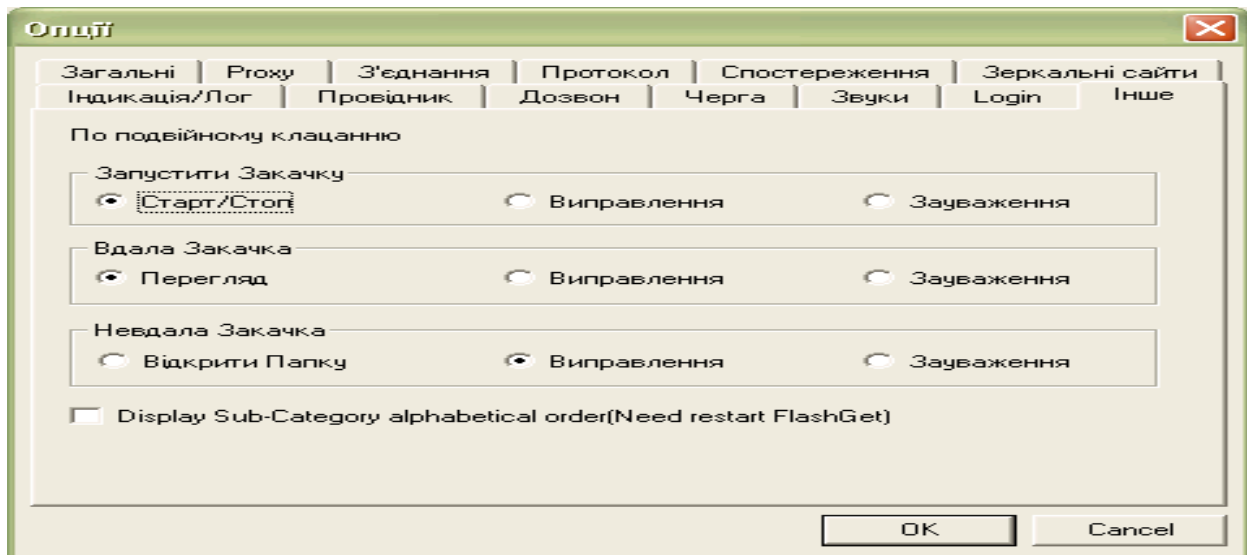 Опції
Загальні Proxy З'єднання Протокол Спостереження Зеркальні сайти
Індикація/Лог Провідник Дозвон Черга Звуки Login Інше
По подвійному клацанню
Запустити Закачку
Старт/Стоп Виправлення Зауваження
Вдала Закачка
Перегляд Виправлення Зауваження
Невдала Закачка
Відкрити Папку Виправлення Зауваження
Display Sub-Category alphabetical order(Need restart FlashGet)
OK Cancel